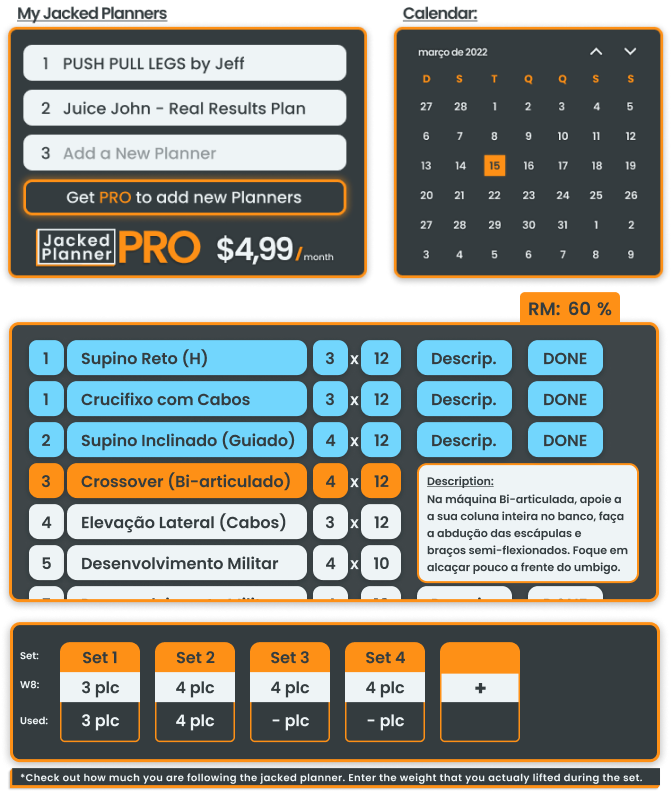 My Jacked Planners
1 PUSH PULL LEGS by Jeff
2 Juice John - Real Results Plan
3 Add a New Planner
Get PRO to add new Planners
Jacked Planner PRO $4,99/month
Calendar:
março de 2022
D S T Q Q S S
27 28 1 2 3 4 5
6 7 8 9 10 11 12
13 14 15 16 17 18 19
20 21 22 23 24 25 26
27 28 29 30 31 1 2
3 4 5 6 7 8 9
RM: 60 %
1 Supino Reto (H) 3 x 12 Descrip. DONE
1 Crucifixo com Cabos 3 x 12 Descrip. DONE
2 Supino Inclinado (Guiado) 4 x 12 Descrip. DONE
3 Crossover (Bi-articulado) 4 x 12
4 Elevação Lateral (Cabos) 3 x 12
5 Desenvolvimento Militar 4 x 10
Description:
Na máquina Bi-articulada, apoie a
a sua coluna inteira no banco, faça
a abdução das escápulas e
braços semi-flexionados. Foque em
alcaçar pouco a frente do umbigo.
Set: Set 1 Set 2 Set 3 Set 4
W8: 3 plc 4 plc 4 plc 4 plc +
Used: 3 plc 4 plc - plc - plc
*Check out how much you are following the jacked planner. Enter the weight that you actualy lifted during the set.